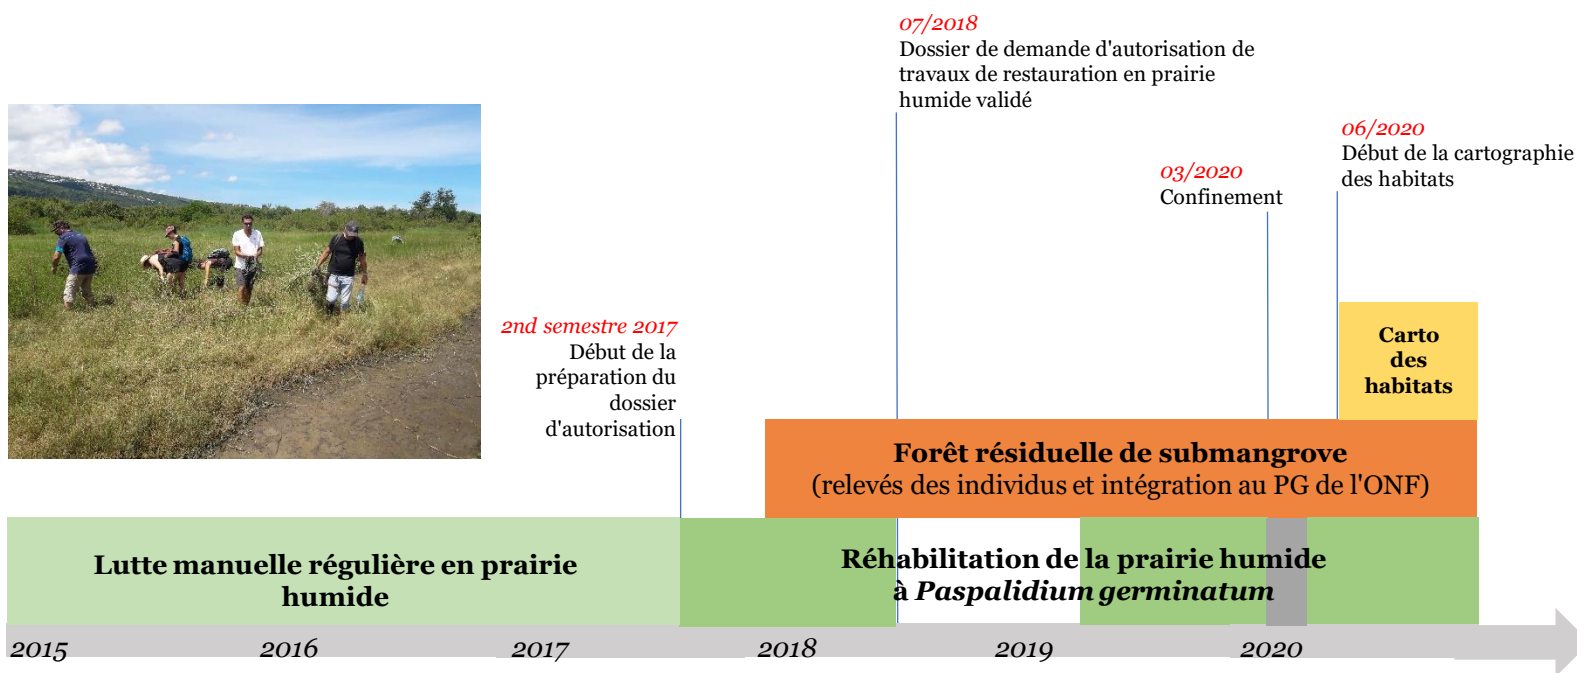 07/2018
Dossier de demande d'autorisation de
travaux de restauration en prairie
humide validé
06/2020
Début de la cartographie
des habitats
03/2020
Confinement
2nd semestre 2017
Début de la
préparation du
dossier
d'autorisation
Carto
des
habitats
Forêt résiduelle de submangrove
(relevés des individus et intégration au PG de l'ONF)
Lutte manuelle régulière en prairie
humide
Réhabilitation de la prairie humide
à Paspalidium germinatum
2015
2016
2017
2018
2019
2020